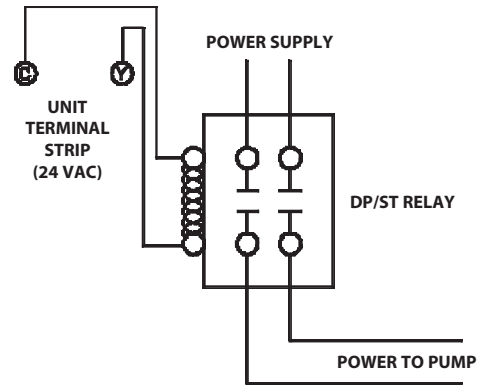 POWER SUPPLY
C
Y
UNIT
TERMINAL
STRIP
(24 VAC)
DP/ST RELAY
POWER TO PUMP